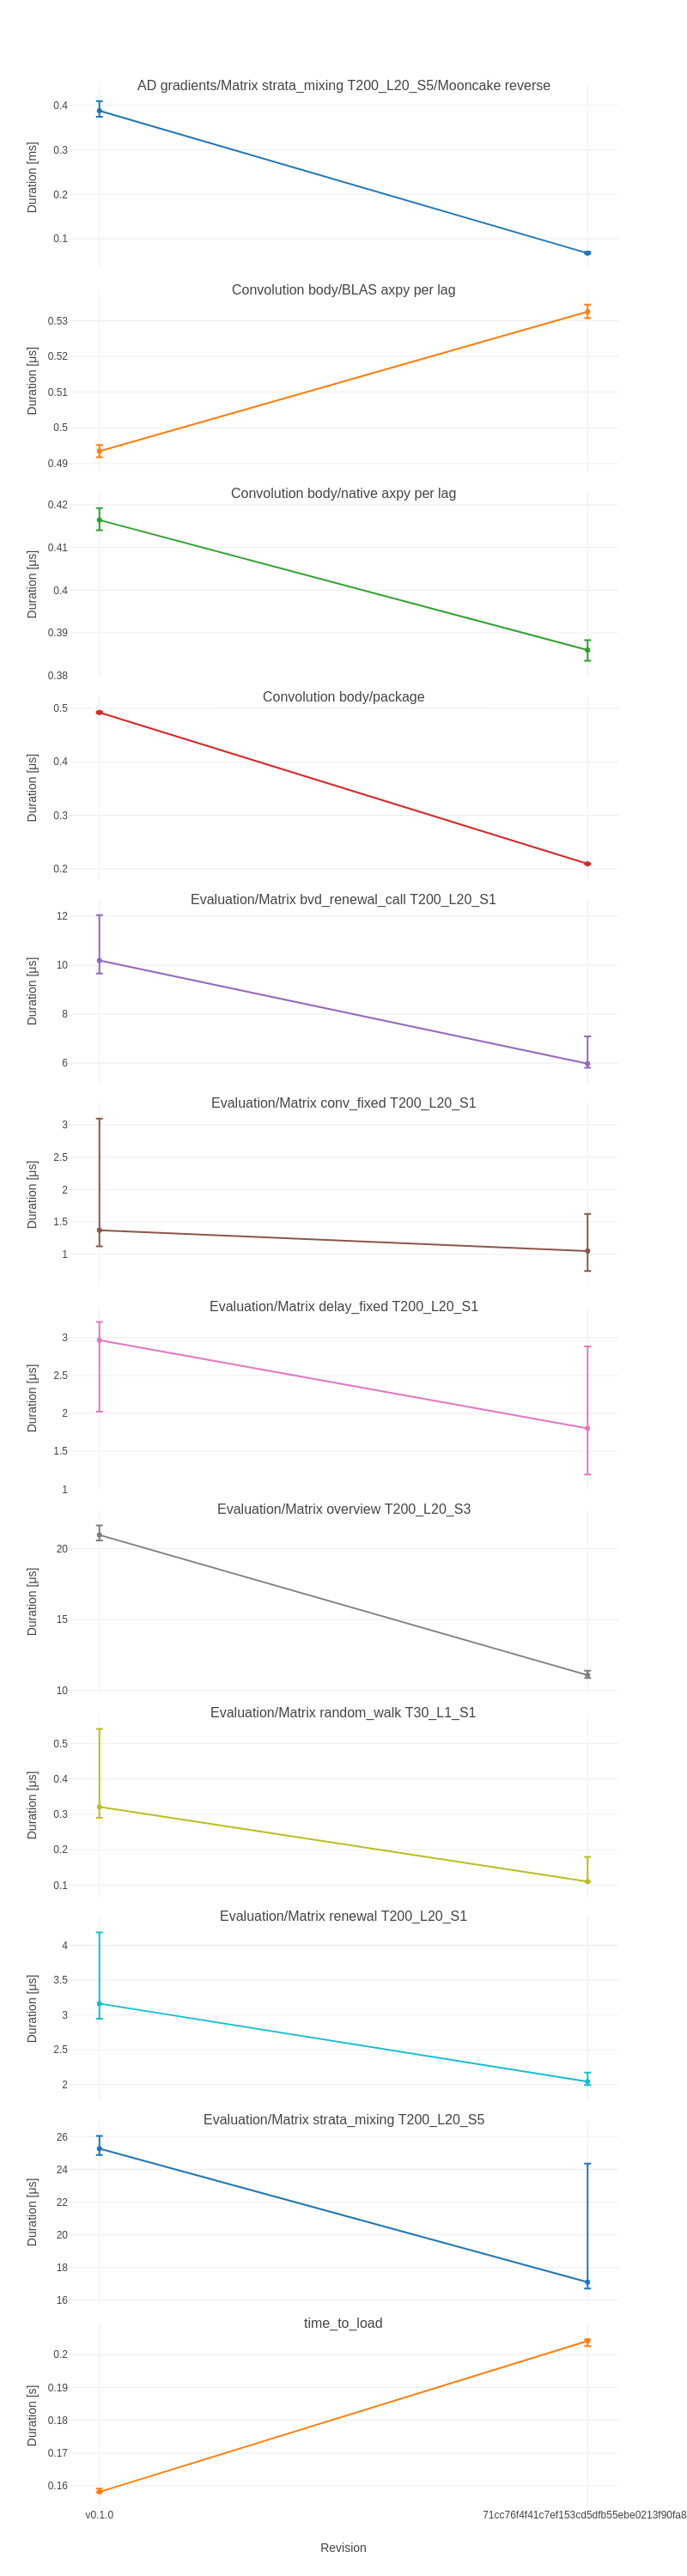 AD gradients/Matrix strata_mixing T200_L20_S5/Mooncake reverse
Duration [ms]
0.4
0.3
0.2
0.1
Convolution body/BLAS axpy per lag
Duration [μs]
0.53
0.52
0.51
0.5
0.49
Convolution body/native axpy per lag
Duration [μs]
0.42
0.41
0.4
0.39
0.38
Convolution body/package
Duration [μs]
0.5
0.4
0.3
0.2
Evaluation/Matrix bvd_renewal_call T200_L20_S1
Duration [μs]
12
10
8
6
Evaluation/Matrix conv_fixed T200_L20_S1
Duration [μs]
3
2.5
2
1.5
1
Evaluation/Matrix delay_fixed T200_L20_S1
Duration [μs]
3
2.5
2
1.5
1
Evaluation/Matrix overview T200_L20_S3
Duration [μs]
20
15
10
Evaluation/Matrix random_walk T30_L1_S1
Duration [μs]
0.5
0.4
0.3
0.2
0.1
Evaluation/Matrix renewal T200_L20_S1
Duration [μs]
4
3.5
3
2.5
2
Evaluation/Matrix strata_mixing T200_L20_S5
Duration [μs]
26
24
22
20
18
16
time_to_load
Duration [s]
0.2
0.19
0.18
0.17
0.16
v0.1.0
71cc76f4f41c7ef153cd5dfb55ebe0213f90fa8
Revision